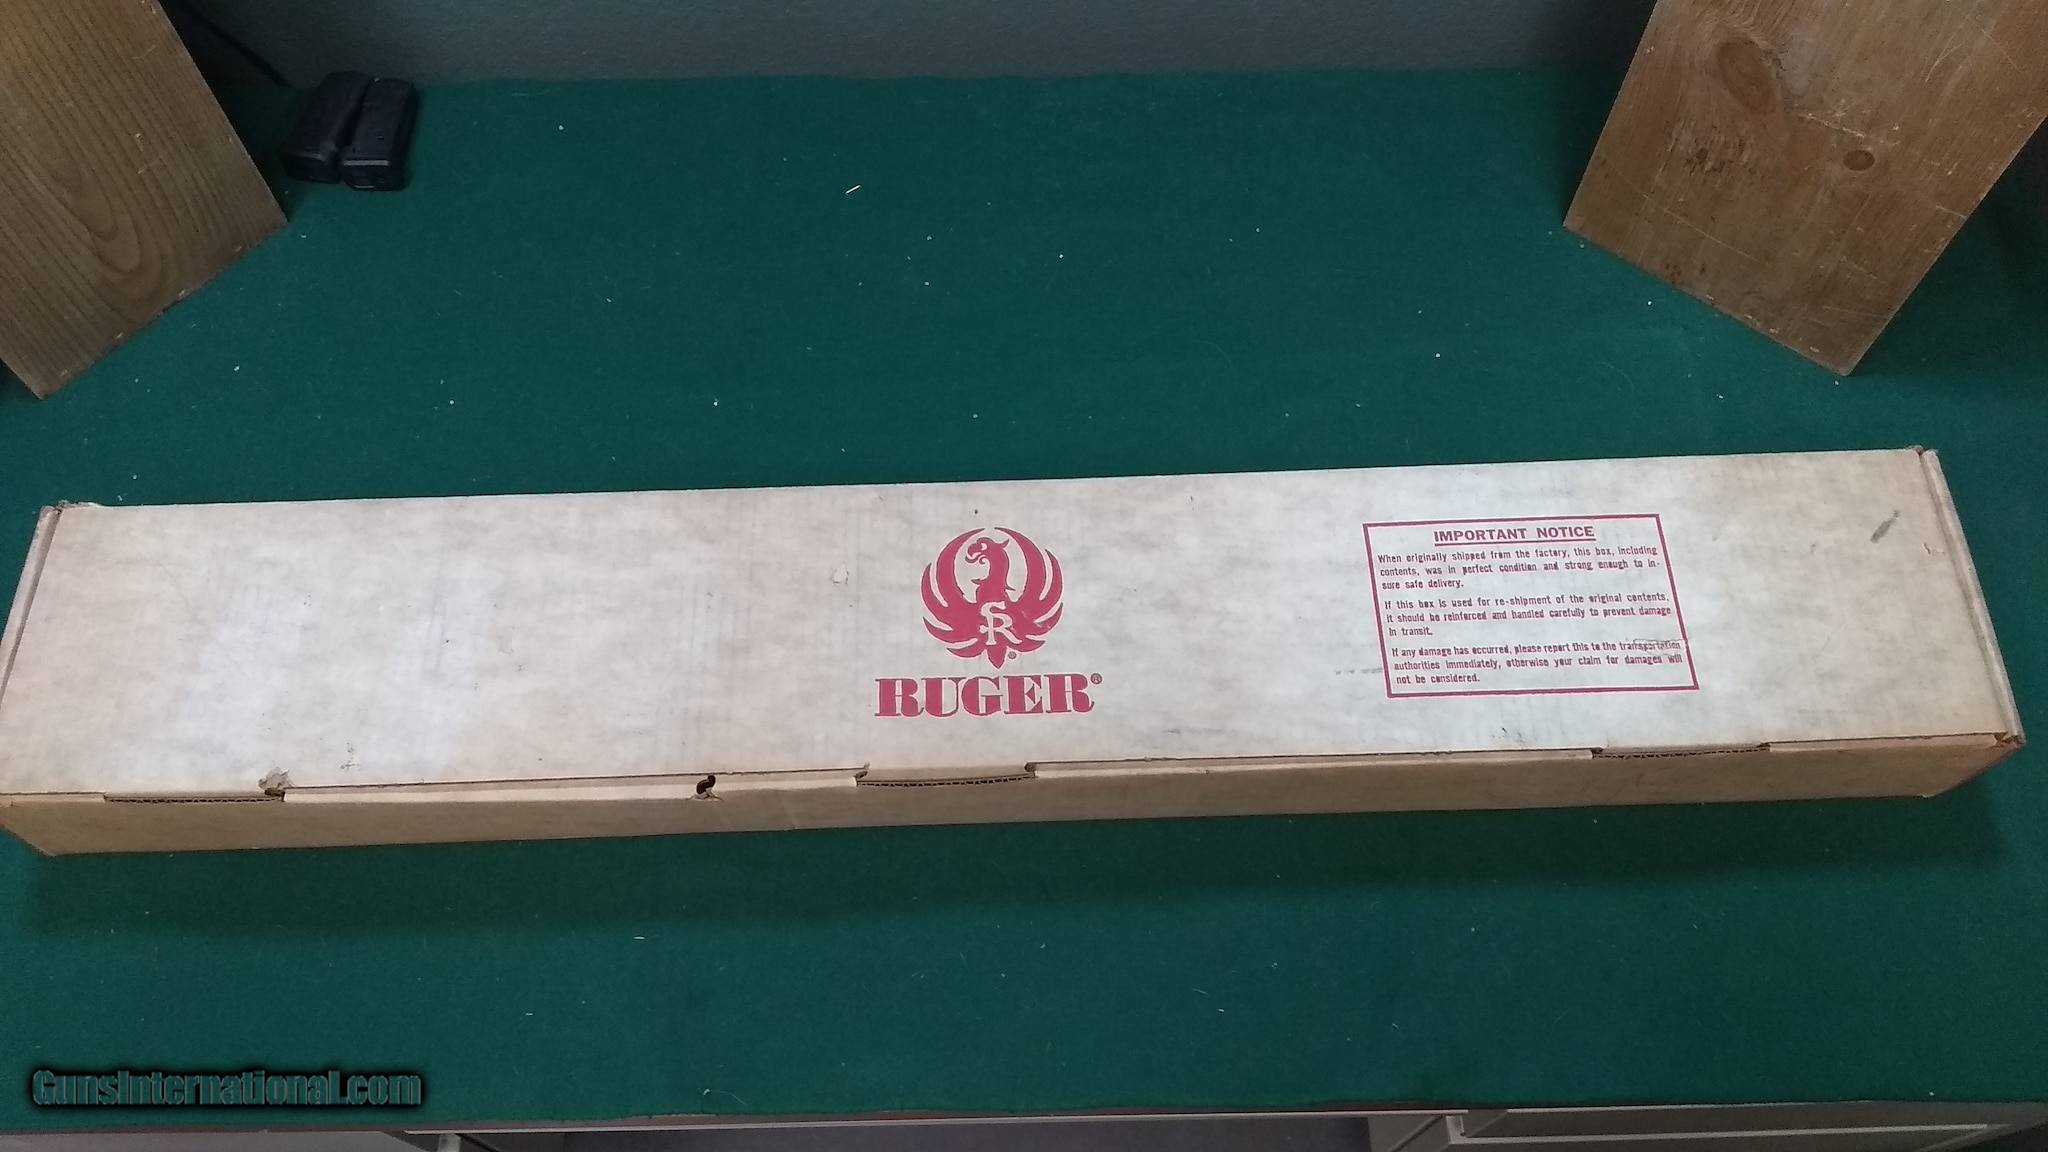 SR
RUGER®
IMPORTANT NOTICE
When originally shipped from the factory, this box, including
contents, was in perfect condition and strong enough to in-
sure safe delivery.
If this box is used for re-shipment of the original contents,
it should be reinforced and handled carefully to prevent damage
in transit.
If any damage has occurred, please report this to the transportation
authorities immediately, otherwise your claim for damages will
not be considered.
GunsInternational.com